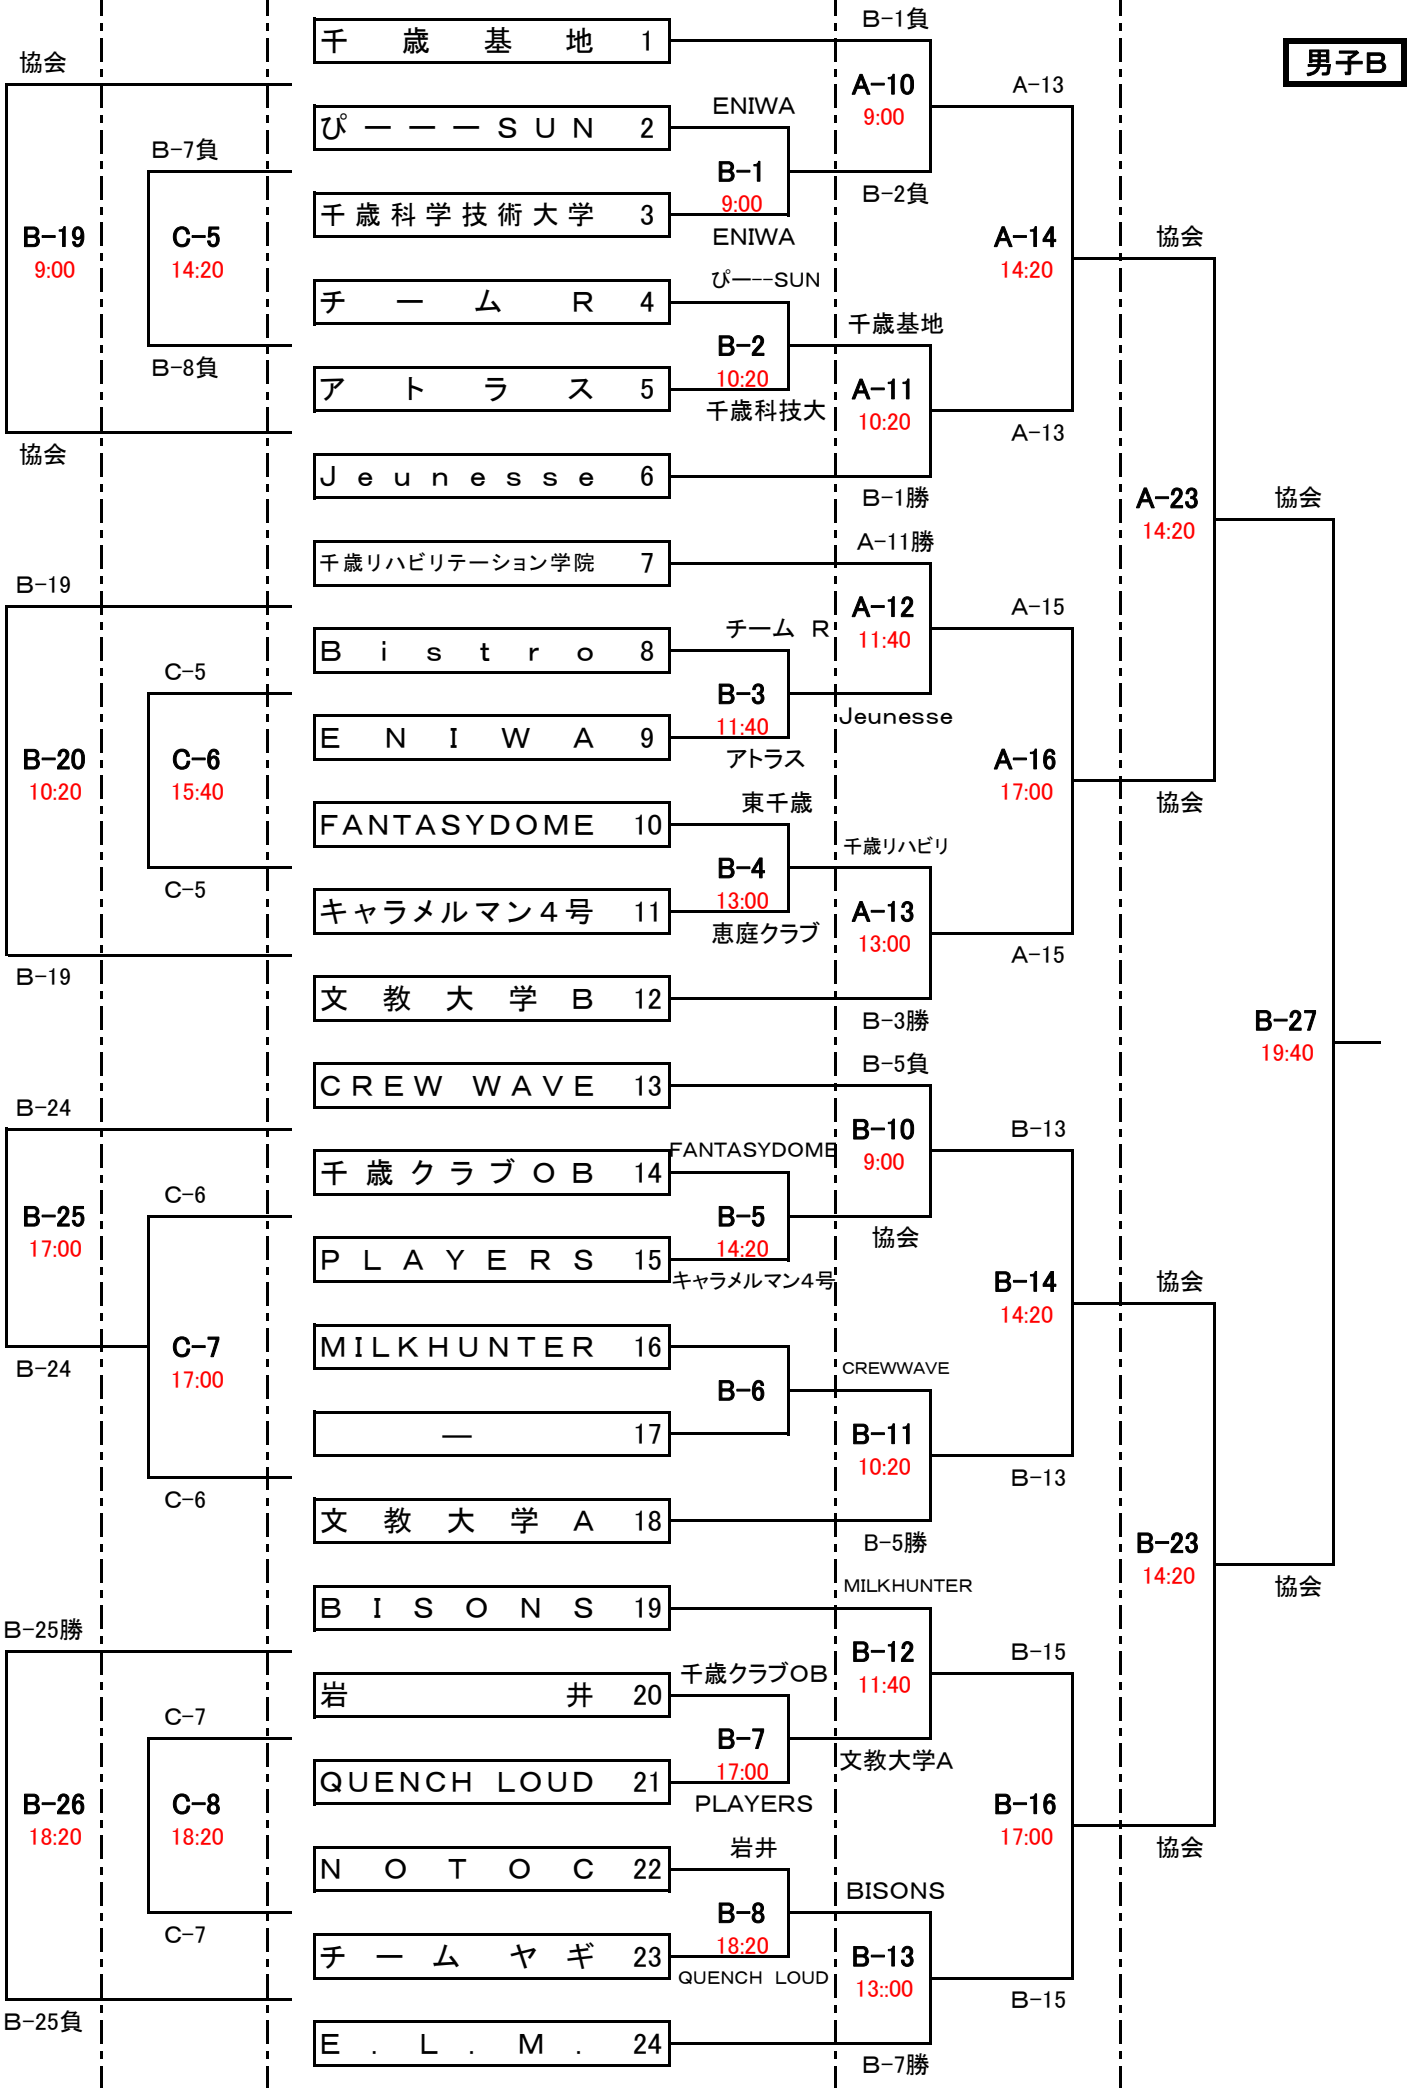 男子B
千歳基地 1
ぴーーーSUN 2
千歳科学技術大学 3
チームR 4
アトラス 5
Jeunesse 6
千歳リハビリテーション学院 7
Bistro 8
ENIWA 9
FANTASYDOME 10
キャラメルマン4号 11
文教大学B 12
CREW WAVE 13
千歳クラブOB 14
PLAYERS 15
MILKHUNTER 16
― 17
文教大学A 18
BISONS 19
岩井 20
QUENCH LOUD 21
NOTOC 22
チームヤギ 23
E.L.M. 24
協会
B-19
9:00
協会
B-19
B-20
10:20
B-19
B-24
B-25
17:00
B-24
B-25勝
B-26
18:20
B-25負
B-7負
C-5
14:20
B-8負
C-5
C-6
15:40
C-5
C-6
C-7
17:00
C-6
C-7
C-8
18:20
C-7
ENIWA
B-1
9:00
ENIWA
ぴー--SUN
B-2
10:20
千歳科技大
チーム R
B-3
11:40
アトラス
東千歳
B-4
13:00
恵庭クラブ
FANTASYDOME
B-5
14:20
キャラメルマン4号
B-6
千歳クラブOB
B-7
17:00
PLAYERS
岩井
B-8
18:20
QUENCH LOUD
B-1負
A-10
9:00
B-2負
千歳基地
A-11
10:20
B-1勝
A-11勝
A-12
11:40
Jeunesse
千歳リハビリ
A-13
13:00
B-3勝
B-5負
B-10
9:00
協会
CREWWAVE
B-11
10:20
B-5勝
MILKHUNTER
B-12
11:40
文教大学A
BISONS
B-13
13::00
B-7勝
A-13
A-14
14:20
A-13
A-15
A-16
17:00
A-15
B-13
B-14
14:20
B-13
B-15
B-16
17:00
B-15
協会
A-23
14:20
協会
協会
B-23
14:20
協会
協会
B-27
19:40
協会